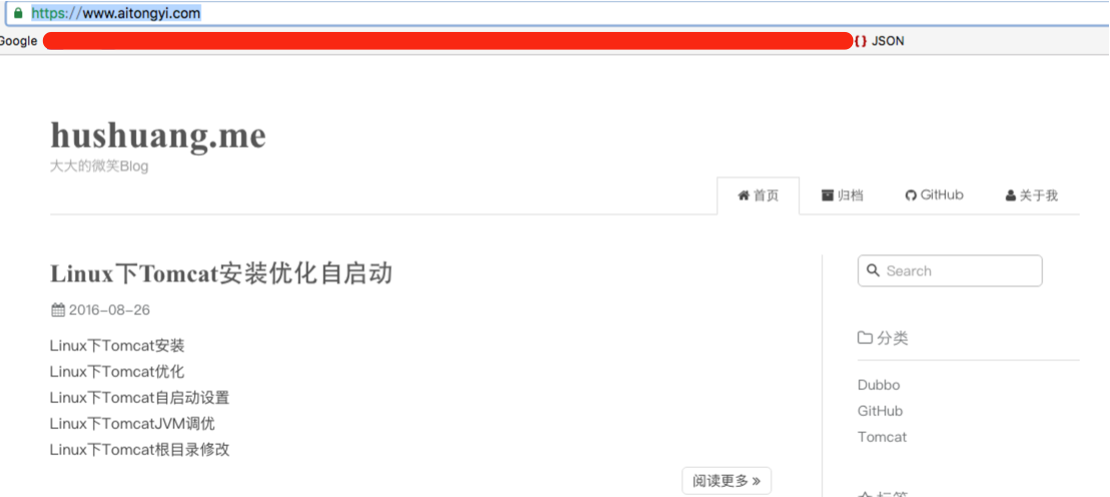 https://www.aitongyi.com
Google
{} JSON
hushuang.me
大大的微笑Blog
首页 归档 GitHub 关于我
Linux下Tomcat安装优化自启动
2016-08-26
Linux下Tomcat安装
Linux下Tomcat优化
Linux下Tomcat自启动设置
Linux下TomcatJVM调优
Linux下Tomcat根目录修改
阅读更多 »
Search
分类
Dubbo
GitHub
Tomcat
标签